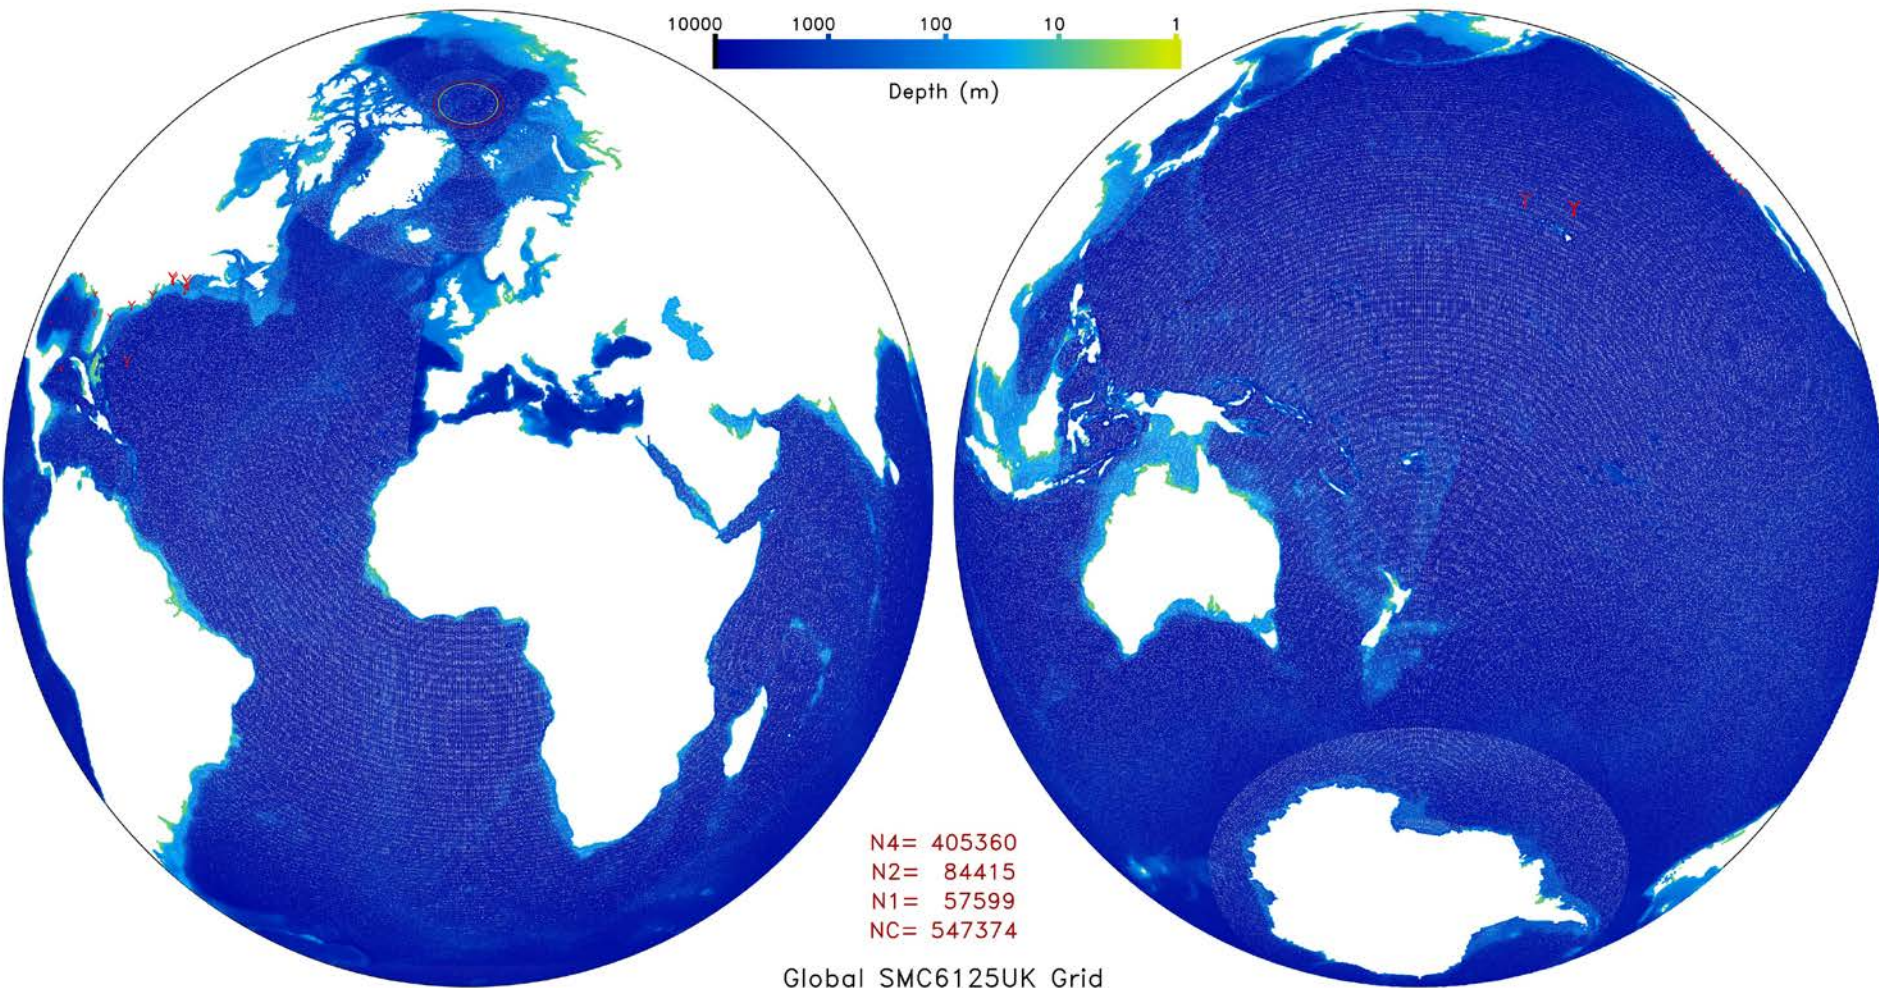 10000 1000 100 10 1
Depth (m)
N4= 405360
N2= 84415
N1= 57599
NC= 547374
Global SMC6125UK Grid